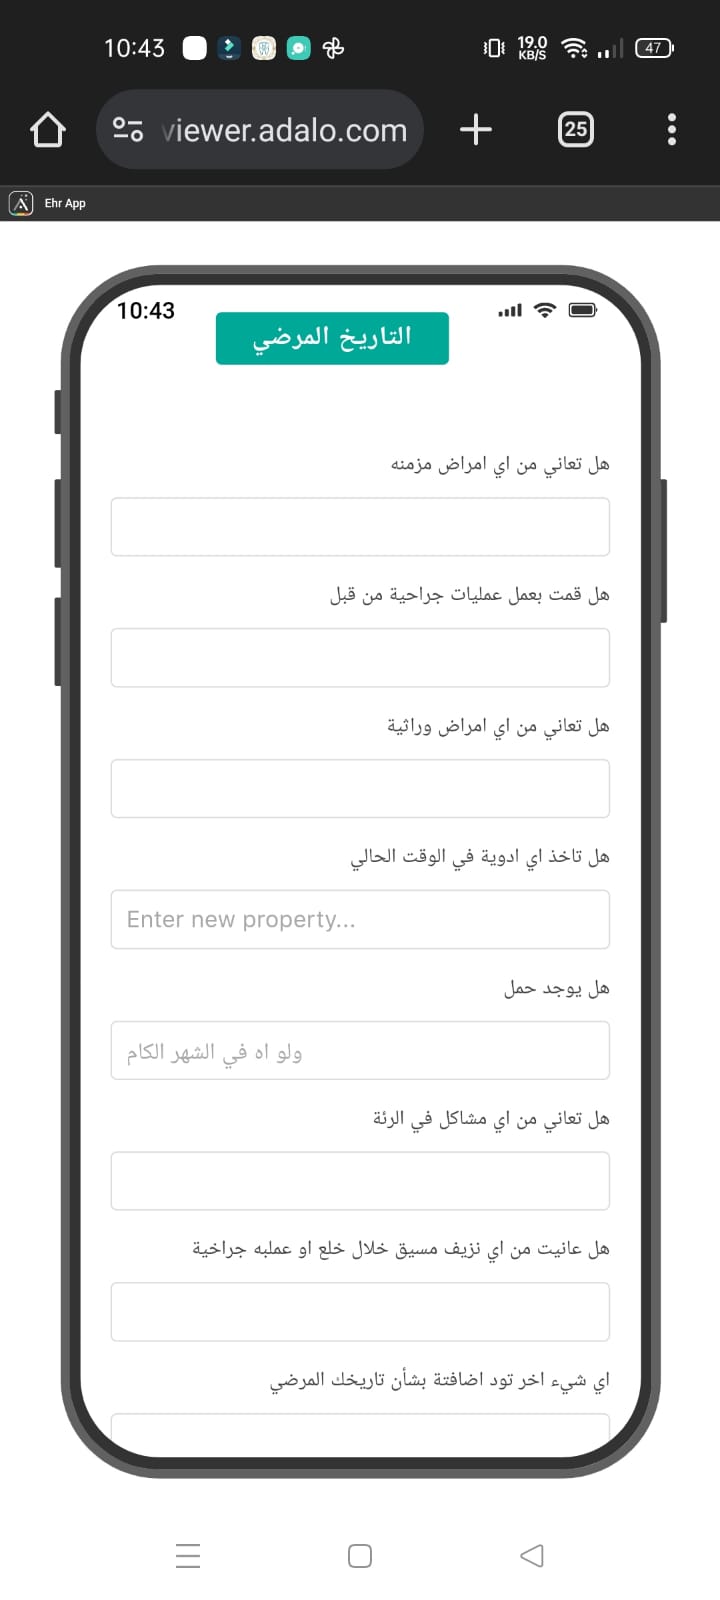 10:43
19.0
KB/S
47
viewer.adalo.com
25
Ehr App
10:43
التاريخ المرضي
هل تعاني من اي امراض مزمنه
هل قمت بعمل عمليات جراحية من قبل
هل تعاني من اي امراض وراثية
هل تاخذ اي ادوية في الوقت الحالي
Enter new property...
هل يوجد حمل
ولو اه في الشهر الكام
هل تعاني من اي مشاكل في الرئة
هل عانيت من اي نزيف مسيق خلال خلع او عملبه جراخية
اي شيء اخر تود اضافتة بشأن تاريخك المرضي